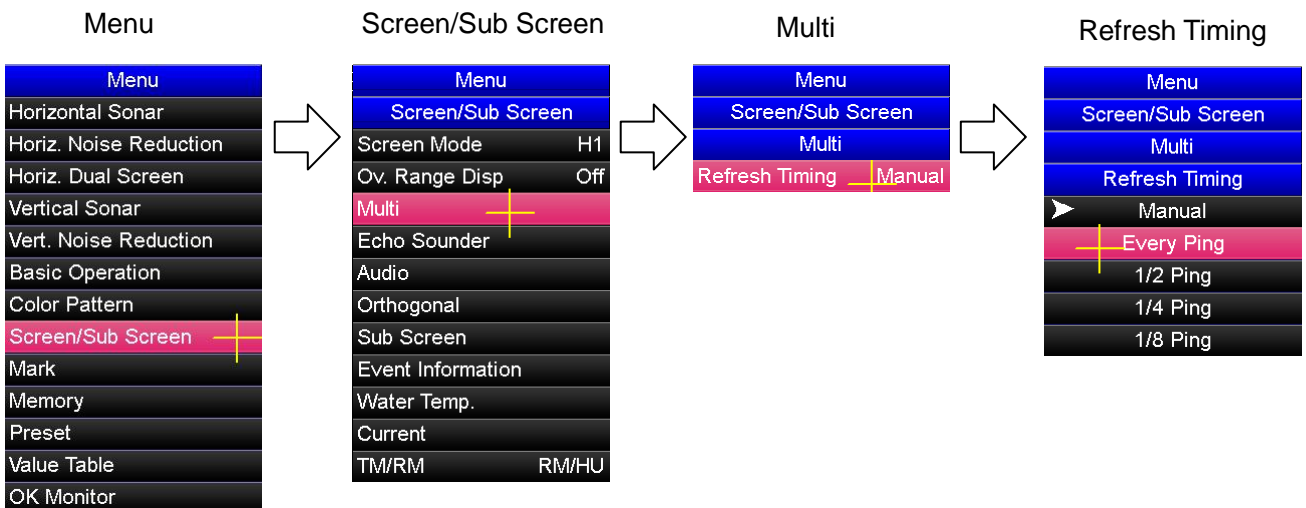 Menu
Menu
Horizontal Sonar
Horiz. Noise Reduction
Horiz. Dual Screen
Vertical Sonar
Vert. Noise Reduction
Basic Operation
Color Pattern
Screen/Sub Screen
Mark
Memory
Preset
Value Table
OK Monitor
Screen/Sub Screen
Menu
Screen/Sub Screen
Screen Mode H1
Ov. Range Disp Off
Multi
Echo Sounder
Audio
Orthogonal
Sub Screen
Event Information
Water Temp.
Current
TM/RM RM/HU
Multi
Menu
Screen/Sub Screen
Multi
Refresh Timing Manual
Refresh Timing
Menu
Screen/Sub Screen
Multi
Refresh Timing
Manual
Every Ping
1/2 Ping
1/4 Ping
1/8 Ping